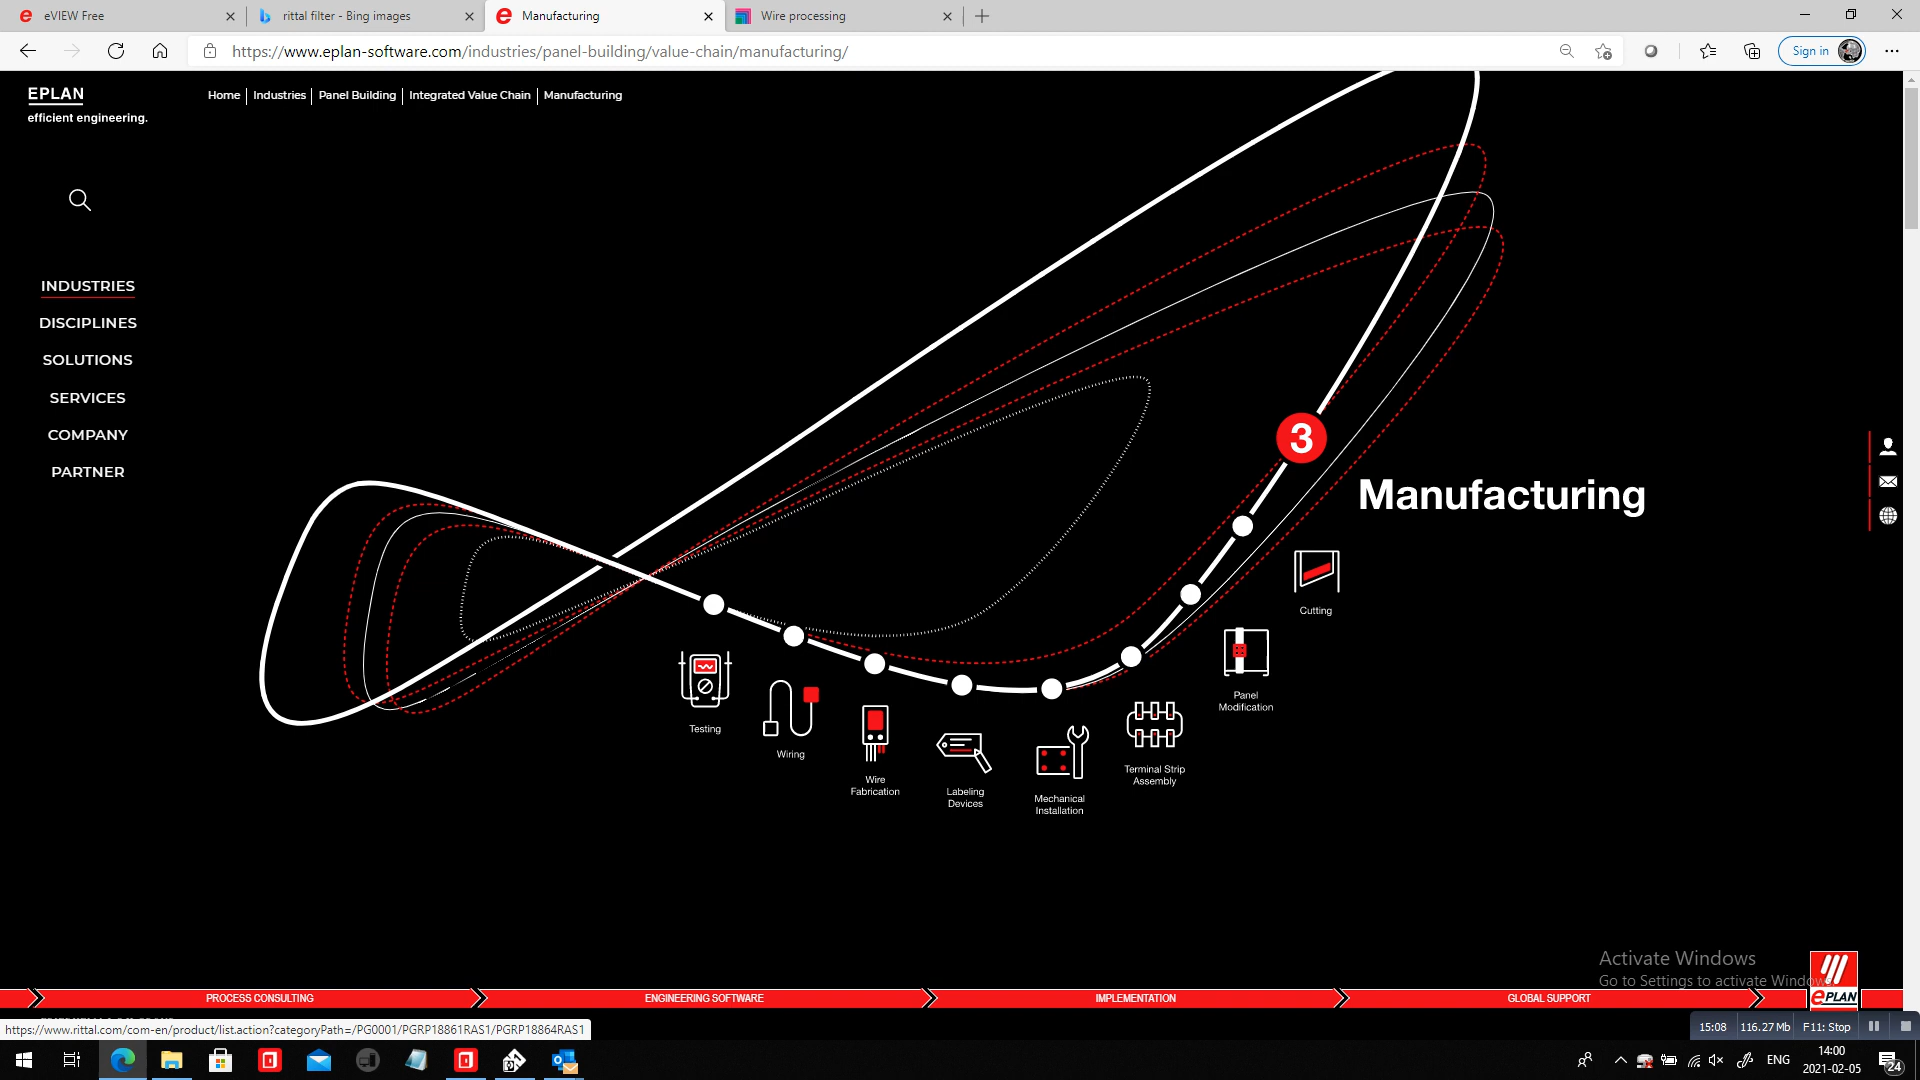 eVIEW Free
rittal filter - Bing images
Manufacturing
Wire processing
https://www.eplan-software.com/industries/panel-building/value-chain/manufacturing/
Sign in
EPLAN
efficient engineering.
Home
Industries
Panel Building
Integrated Value Chain
Manufacturing
INDUSTRIES
DISCIPLINES
SOLUTIONS
SERVICES
COMPANY
PARTNER
3
Manufacturing
Cutting
Panel
Modification
Terminal Strip
Assembly
Mechanical
Installation
Labeling
Devices
Wire
Fabrication
Wiring
Testing
Activate Windows
Go to Settings to activate Windows.
PROCESS CONSULTING
ENGINEERING SOFTWARE
IMPLEMENTATION
GLOBAL SUPPORT
ePLAN
https://www.rittal.com/com-en/product/list.action?categoryPath=/PG0001/PGRP18861RAS1/PGRP18864RAS1
15:08
116.27 Mb
F11: Stop
ENG
14:00
2021-02-05
24